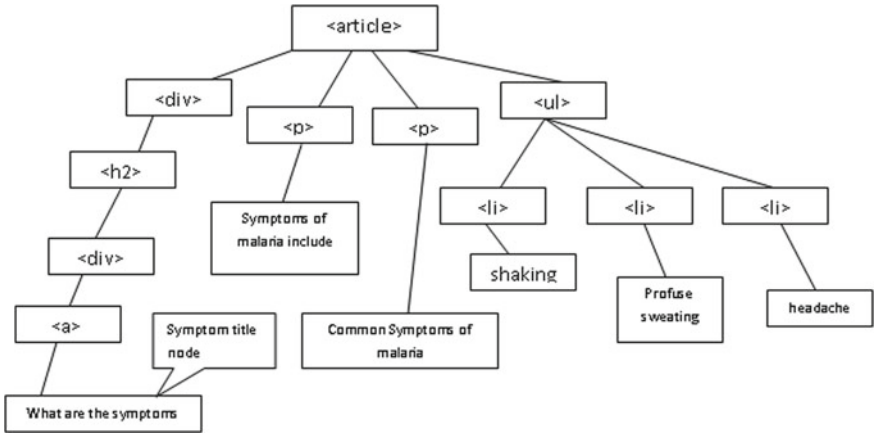 <article>
<div>
<p>
<p>
<ul>
<h2>
<li>
<li>
<li>
Symptoms of
malaria include
<div>
shaking
Profuse
sweating
headache
<a>
Symptom title
node
Common Symptoms of
malaria
What are the symptoms